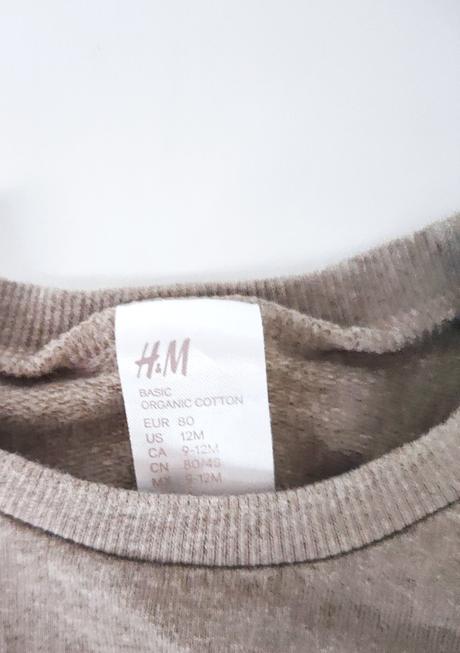 H&M
BASIC
ORGANIC COTTON
EUR 80
US 12M
CA 9-12M
CN 80/48
MX 9-12M